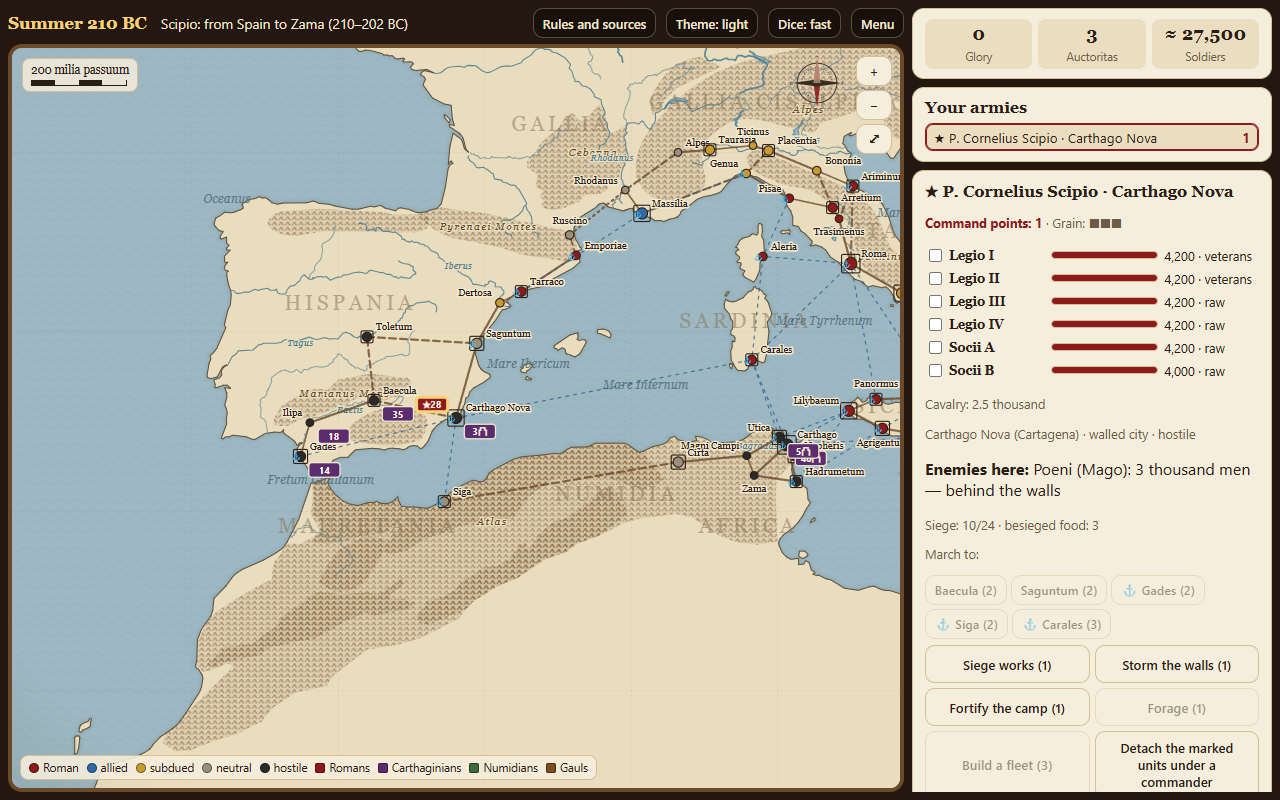 Summer 210 BC
Scipio: from Spain to Zama (210–202 BC)
Rules and sources
Theme: light
Dice: fast
Menu
200 milia passuum
+
−
⤢
GALLIA
Alpes
Cebenna
Rhodanus
Alpes
Taurasia
Ticinus
Placentia
Genua
Bononia
Rhodanus
Massilia
Pisae
Arretium
Trasimenus
Roma
Oceanus
Pyrenaei Montes
Ruscino
Emporiae
Aleria
Iberus
Tarraco
Dertosa
HISPANIA
SARDINIA
Mare Tyrrhenum
Toletum
Saguntum
Tagus
Mare Ibericum
Carales
Mare Internum
Panormus
Baecula
Marianus Mons
Baetis
★28
35
Carthago Nova
Ilipa
3
Lilybaeum
18
Gades
14
Utica
Carthago
Magni Campi
Cirta
5
Hadrumetum
Fretum Gaditanum
Siga
Zama
NUMIDIA
MAURETANIA
Atlas
AFRICA
Roman
allied
subdued
neutral
hostile
Romans
Carthaginians
Numidians
Gauls
0
Glory
3
Auctoritas
≈ 27,500
Soldiers
Your armies
★ P. Cornelius Scipio · Carthago Nova 1
★ P. Cornelius Scipio · Carthago Nova
Command points: 1 · Grain:
Legio I 4,200 · veterans
Legio II 4,200 · veterans
Legio III 4,200 · raw
Legio IV 4,200 · raw
Socii A 4,200 · raw
Socii B 4,000 · raw
Cavalry: 2.5 thousand
Carthago Nova (Cartagena) · walled city · hostile
Enemies here: Poeni (Mago): 3 thousand men
— behind the walls
Siege: 10/24 · besieged food: 3
March to:
Baecula (2)
Saguntum (2)
⚓ Gades (2)
⚓ Siga (2)
⚓ Carales (3)
Siege works (1)
Storm the walls (1)
Fortify the camp (1)
Forage (1)
Build a fleet (3)
Detach the marked
units under a
commander